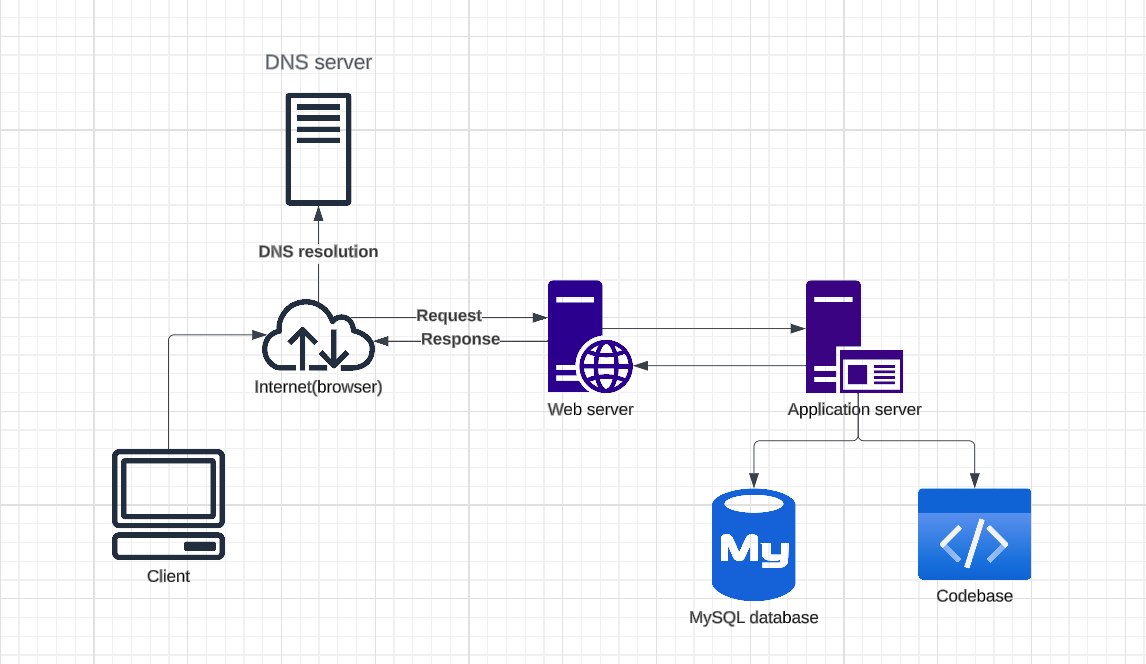 DNS server
DNS resolution
Request
Response
Internet(browser)
Web server
Application server
Client
My
MySQL database
Codebase